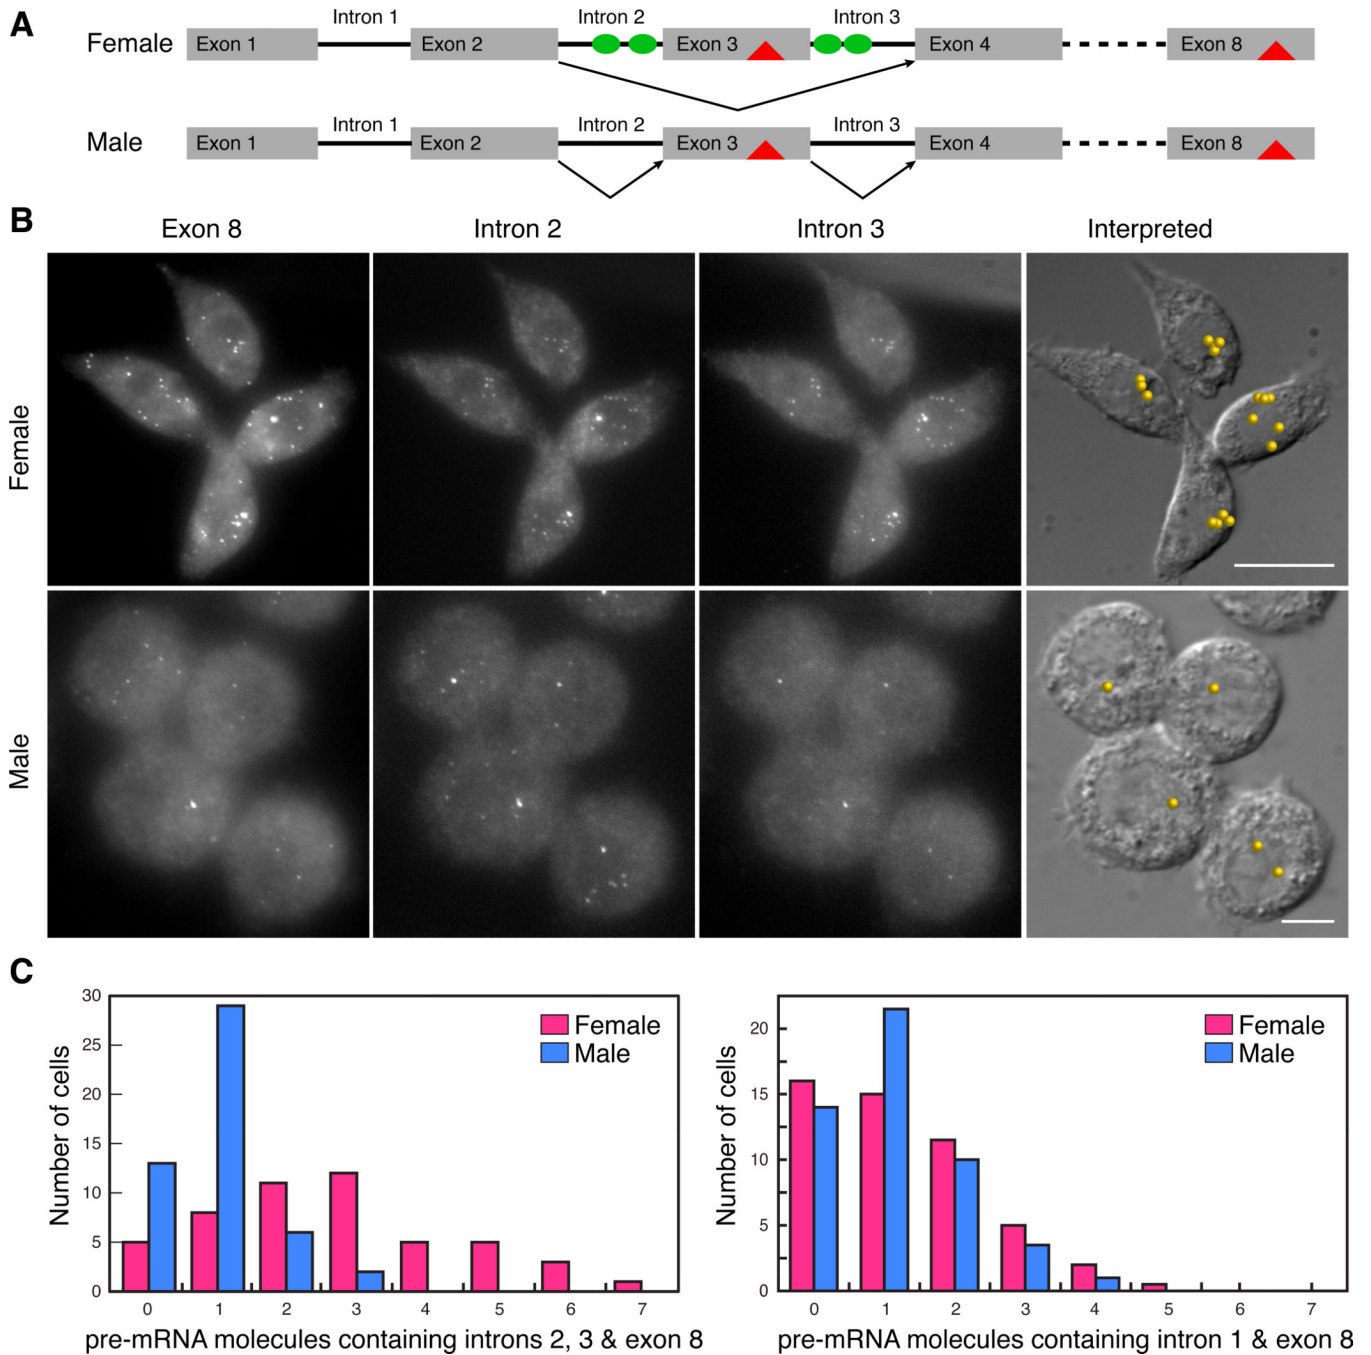 A
Intron 1 Intron 2 Intron 3
Female Exon 1 Exon 2 Exon 3 Exon 4 Exon 8
Intron 1 Intron 2 Intron 3
Male Exon 1 Exon 2 Exon 3 Exon 4 Exon 8
B
Exon 8 Intron 2 Intron 3 Interpreted
Female
Male
C
Number of cells
30
25
20
15
10
5
0
0 1 2 3 4 5 6 7
pre-mRNA molecules containing introns 2, 3 & exon 8
Female
Male
Number of cells
20
15
10
5
0
0 1 2 3 4 5 6 7
pre-mRNA molecules containing intron 1 & exon 8
Female
Male